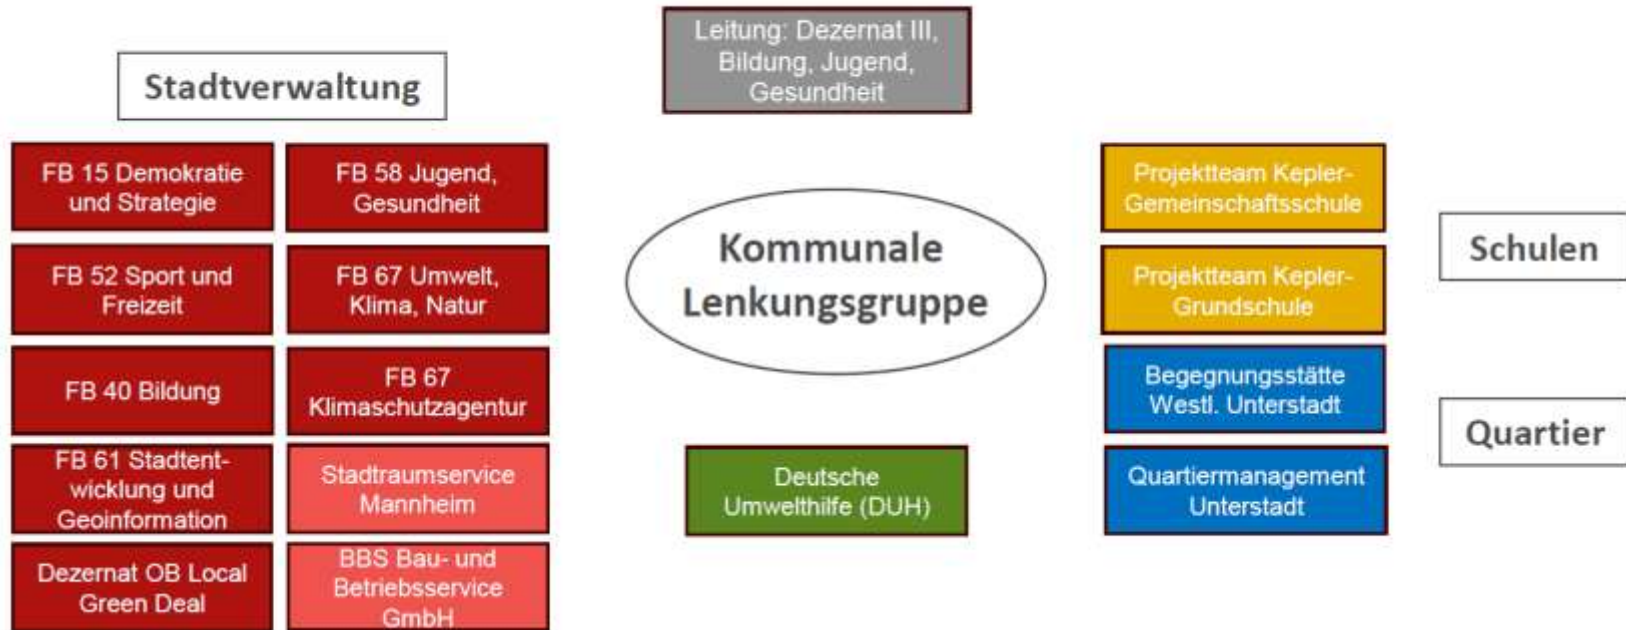 Leitung: Dezernat III,
Bildung, Jugend,
Gesundheit
Stadtverwaltung
FB 15 Demokratie
und Strategie
FB 58 Jugend,
Gesundheit
FB 52 Sport und
Freizeit
FB 67 Umwelt,
Klima, Natur
FB 40 Bildung
FB 67
Klimaschutzagentur
FB 61 Stadtent-
wicklung und
Geoinformation
Stadtraumservice
Mannheim
Dezernat OB Local
Green Deal
BBS Bau- und
Betriebsservice
GmbH
Kommunale
Lenkungsgruppe
Deutsche
Umwelthilfe (DUH)
Projektteam Kepler-
Gemeinschaftsschule
Projektteam Kepler-
Grundschule
Schulen
Begegnungsstätte
Westl. Unterstadt
Quartiermanagement
Unterstadt
Quartier